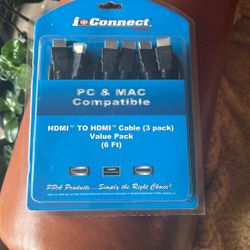 i-Connect
PC & MAC
Compatible
HDMI™ TO HDMI™ Cable (3 pack)
Value Pack
(6 Ft)
PPA Products... Simply the Right Choice!